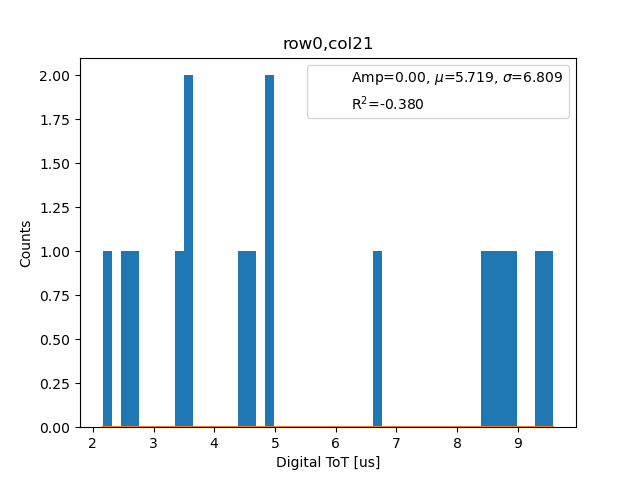 row0,col21
Amp=0.00, μ=5.719, σ=6.809
R²=-0.380
2.00
1.75
1.50
1.25
1.00
0.75
0.50
0.25
0.00
Counts
2 3 4 5 6 7 8 9
Digital ToT [us]